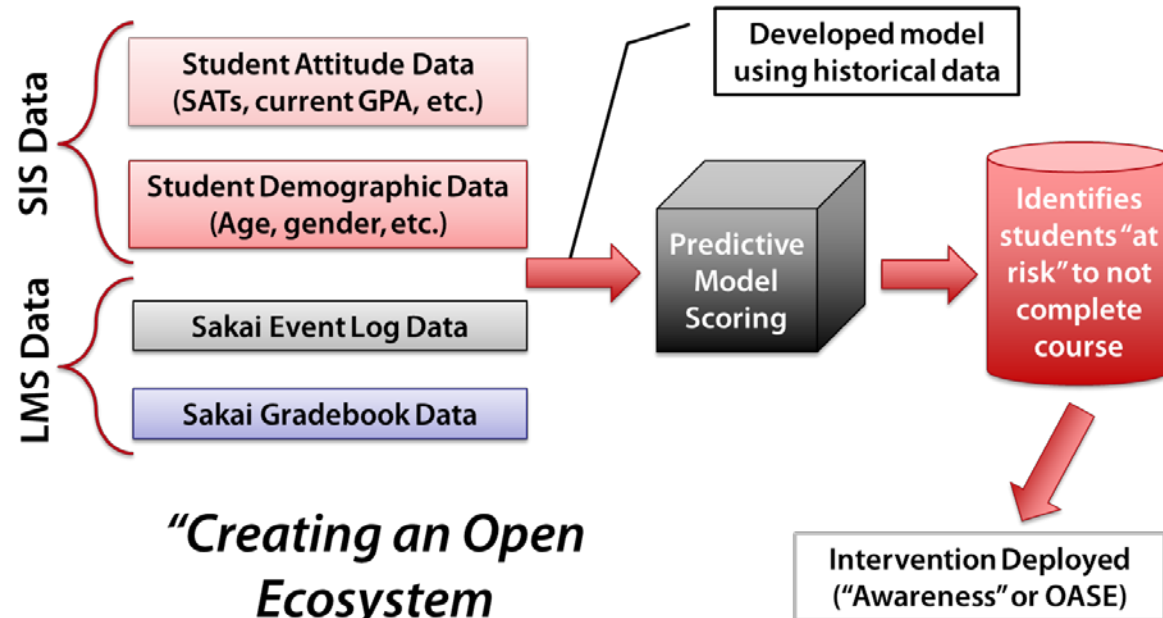 SIS Data
Student Attitude Data
(SATs, current GPA, etc.)
Student Demographic Data
(Age, gender, etc.)
LMS Data
Sakai Event Log Data
Sakai Gradebook Data
Developed model
using historical data
Predictive
Model
Scoring
Identifies
students “at
risk” to not
complete
course
Intervention Deployed
(“Awareness” or OASE)
“Creating an Open
Ecosystem